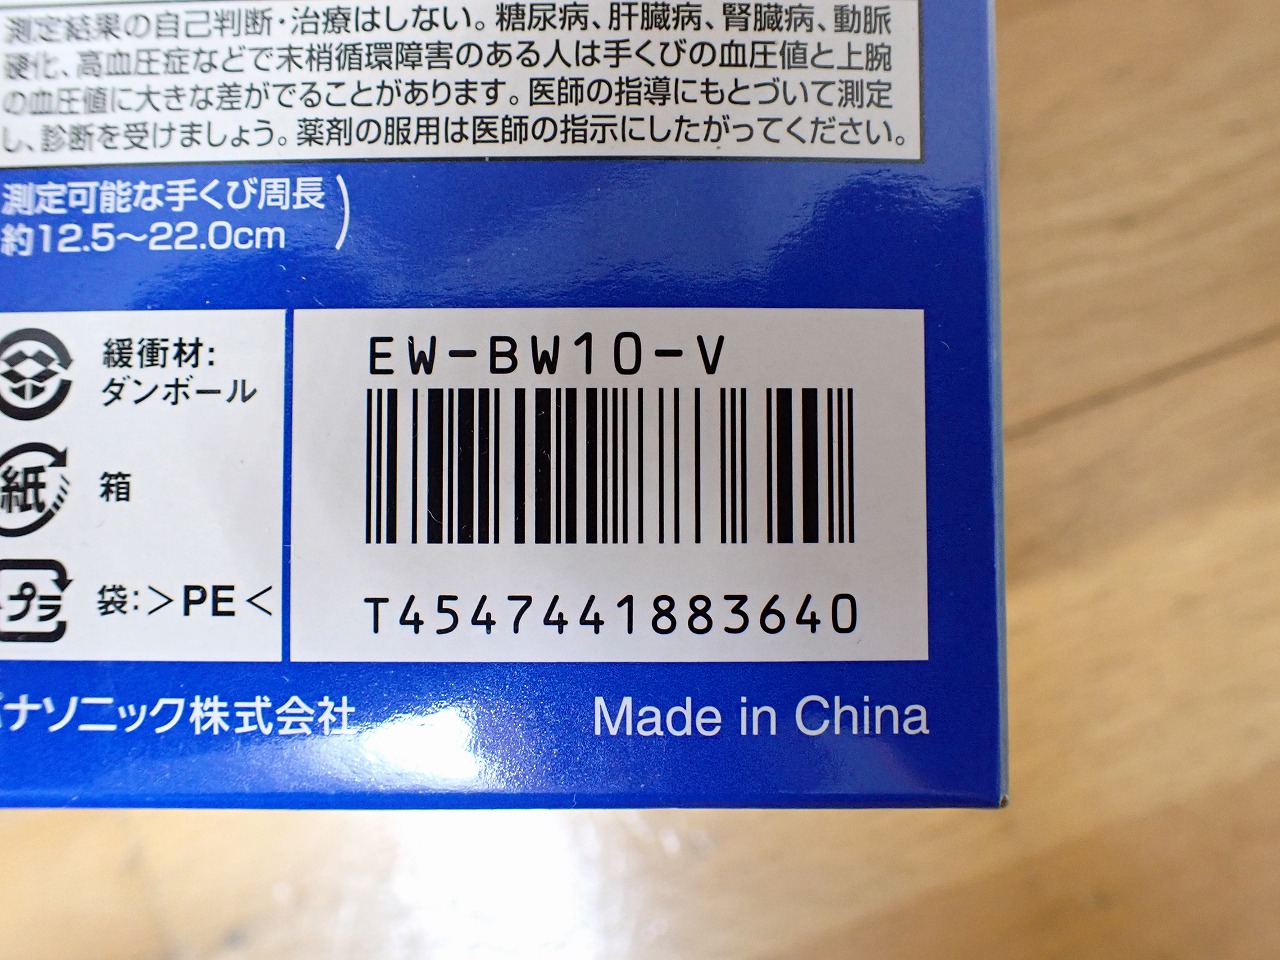 測定結果の自己判断・治療はしない。糖尿病、肝臓病、腎臓病、動脈
硬化、高血圧症などで末梢循環障害のある人は手くびの血圧値と上腕
の血圧値に大きな差がでることがあります。医師の指導にもとづいて測定
し、診断を受けましょう。薬剤の服用は医師の指示にしたがってください。
測定可能な手くび周長
約12.5～22.0cm)
緩衝材:
ダンボール
紙
箱
プラ
袋:＞PE＜
EW-BW10-V
T4547441883640
パナソニック株式会社
Made in China